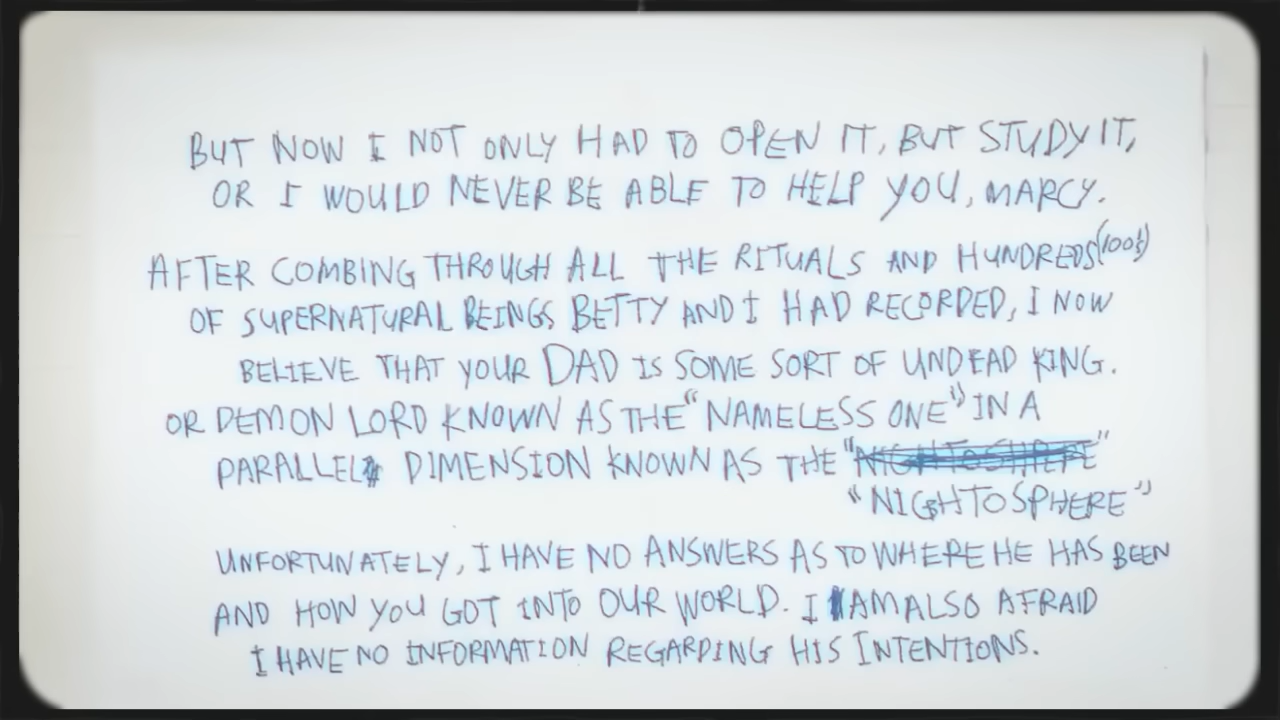 BUT NOW I NOT ONLY HAD TO OPEN IT, BUT STUDY IT,
OR I WOULD NEVER BE ABLE TO HELP YOU, MARCY.
AFTER COMBING THROUGH ALL THE RITUALS AND HUNDREDS (100s)
OF SUPERNATURAL BEINGS BETTY AND I HAD RECORDED, I NOW
BELIEVE THAT YOUR DAD IS SOME SORT OF UNDEAD KING.
OR DEMON LORD KNOWN AS THE "NAMELESS ONE" IN A
PARALLEL DIMENSION KNOWN AS THE " "
"NIGHTOSPHERE"
UNFORTUNATELY, I HAVE NO ANSWERS AS TO WHERE HE HAS BEEN
AND HOW YOU GOT INTO OUR WORLD. I AM ALSO AFRAID
I HAVE NO INFORMATION REGARDING HIS INTENTIONS.